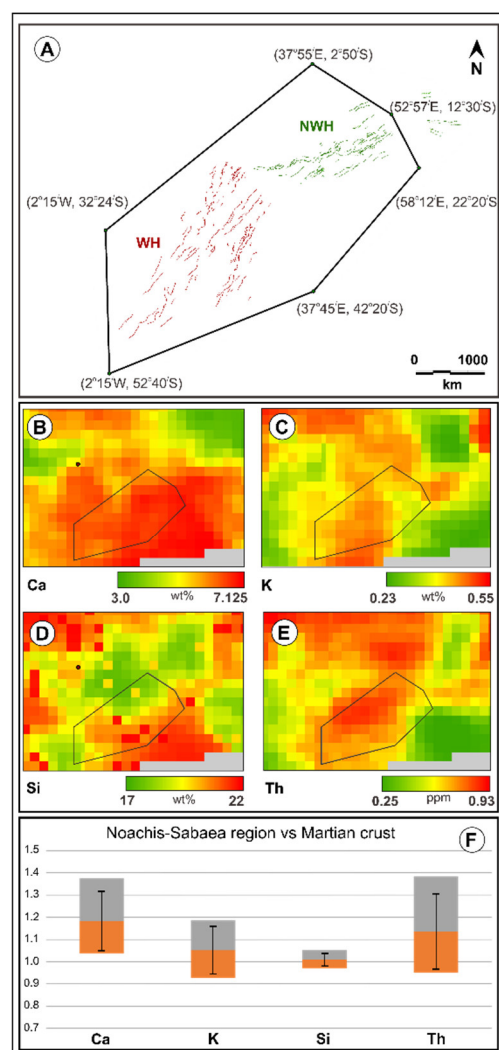 A
(37°55'E, 2°50'S)
N
(52°57'E, 12°30'S)
NWH
(2°15'W, 32°24'S)
WH
(58°12'E, 22°20'S)
(37°45'E, 42°20'S)
(2°15'W, 52°40'S)
0 1000
km
B
C
Ca
3.0 wt% 7.125
K
0.23 wt% 0.55
D
E
Si
17 wt% 22
Th
0.25 ppm 0.93
Noachis-Sabaea region vs Martian crust
F
1.5
1.4
1.3
1.2
1.1
1.0
0.9
0.8
0.7
Ca K Si Th